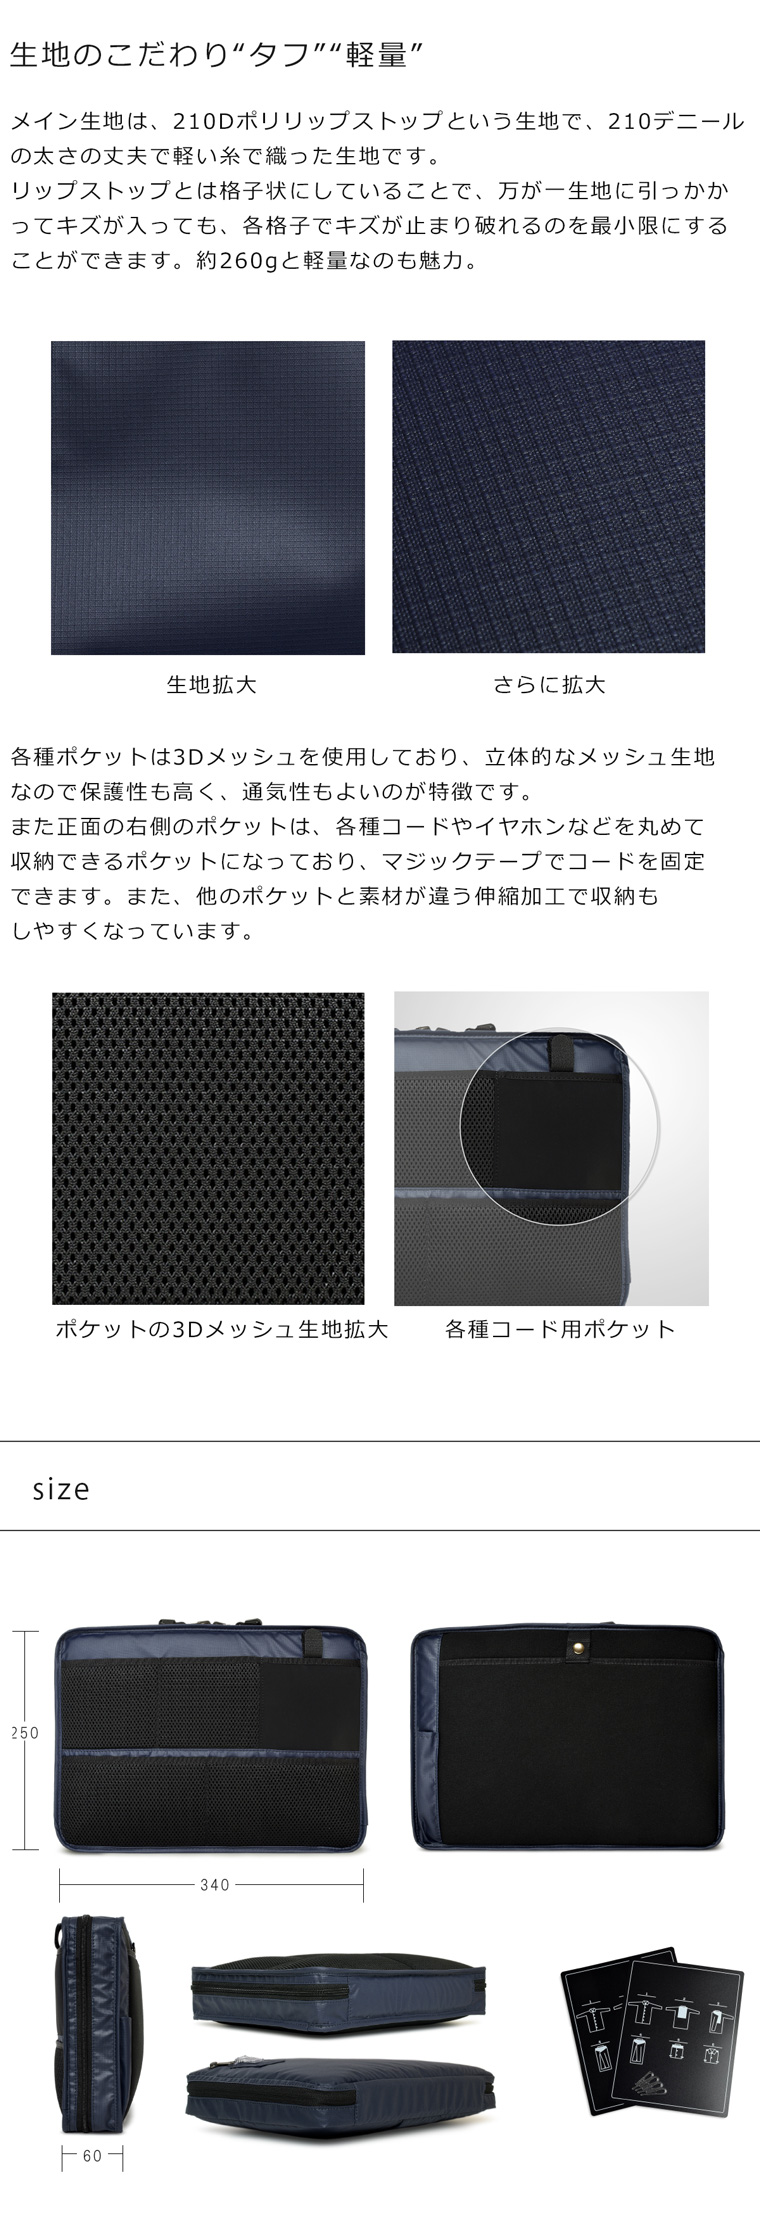 生地のこだわり“タフ”“軽量”
メイン生地は、210Dポリリップストップという生地で、210デニール
の太さの丈夫で軽い糸で織った生地です。
リップストップとは格子状にしていることで、万が一生地に引っかか
ってキズが入っても、各格子でキズが止まり破れるのを最小限にする
ことができます。約260gと軽量なのも魅力。
生地拡大
さらに拡大
各種ポケットは3Dメッシュを使用しており、立体的なメッシュ生地
なので保護性も高く、通気性もよいのが特徴です。
また正面の右側のポケットは、各種コードやイヤホンなどを丸めて
収納できるポケットになっており、マジックテープでコードを固定
できます。また、他のポケットと素材が違う伸縮加工で収納も
しやすくなっています。
ポケットの3Dメッシュ生地拡大
各種コード用ポケット
size
250
340
60